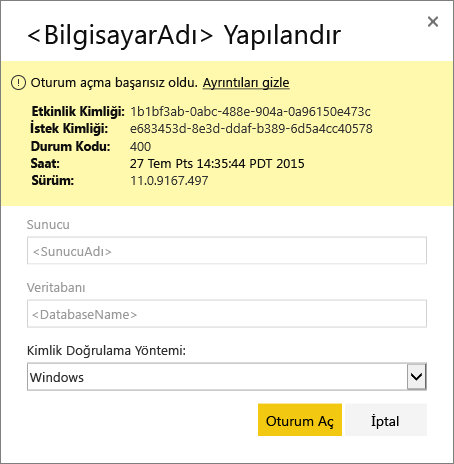 <BilgisayarAdı> Yapılandır
Oturum açma başarısız oldu. Ayrıntıları gizle
Etkinlik Kimliği: 1b1bf3ab-0abc-488e-904a-0a96150e473c
İstek Kimliği: e683453d-8e3d-ddaf-b389-6d5a4cc40578
Durum Kodu: 400
Saat: 27 Tem Pts 14:35:44 PDT 2015
Sürüm: 11.0.9167.497
Sunucu
<SunucuAdı>
Veritabanı
<DatabaseName>
Kimlik Doğrulama Yöntemi:
Windows
Oturum Aç İptal